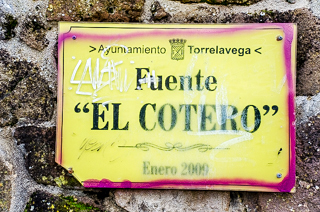 >Ayuntamiento Torrelavega<
Fuente
“EL COTERO”
Enero 2009